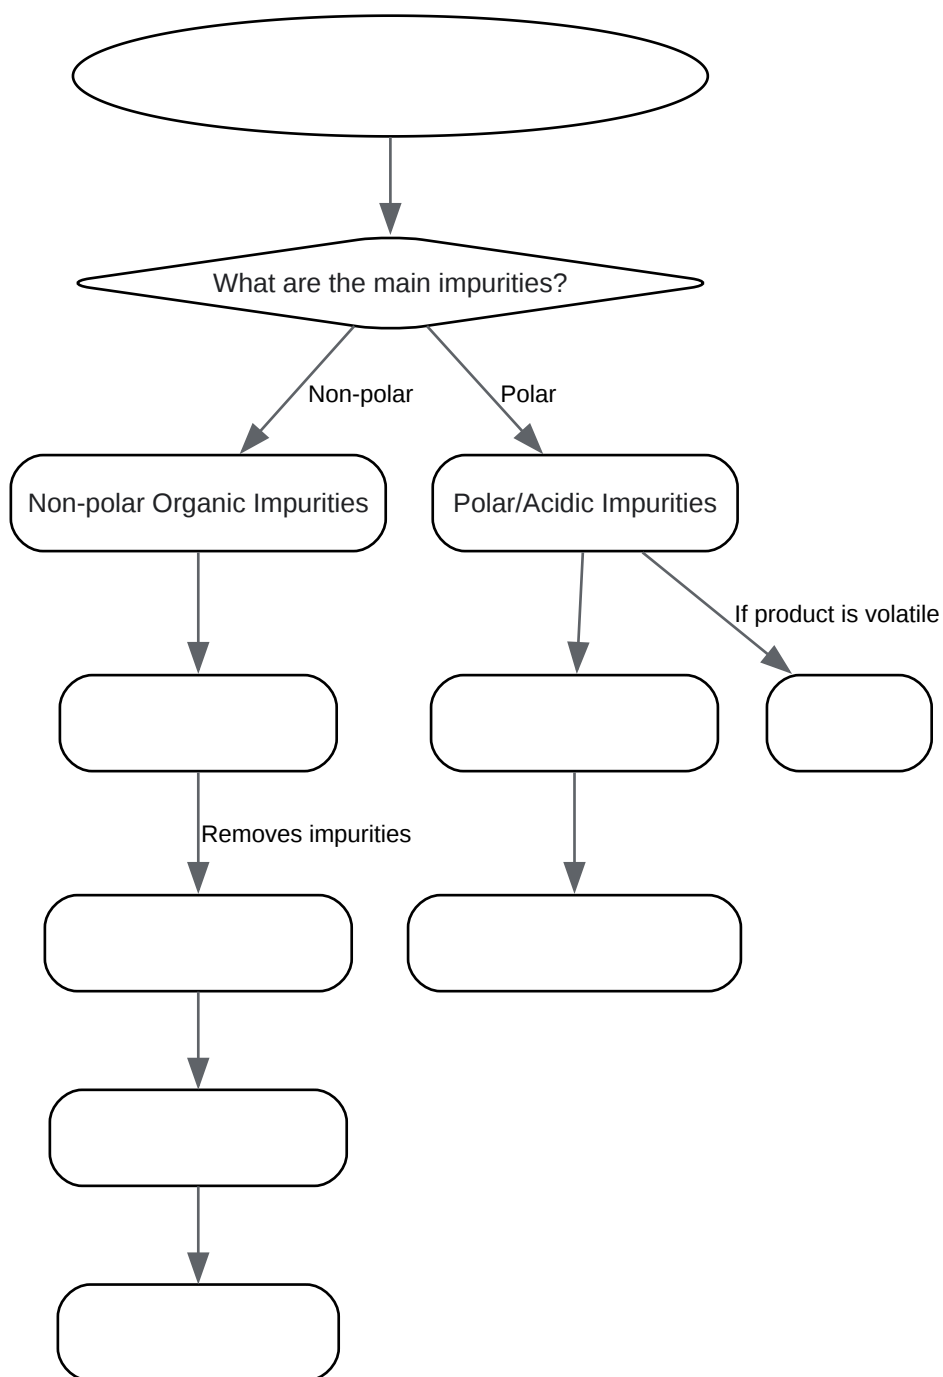 What are the main impurities?
Non-polar
Polar
Non-polar Organic Impurities
Polar/Acidic Impurities
If product is volatile
Removes impurities